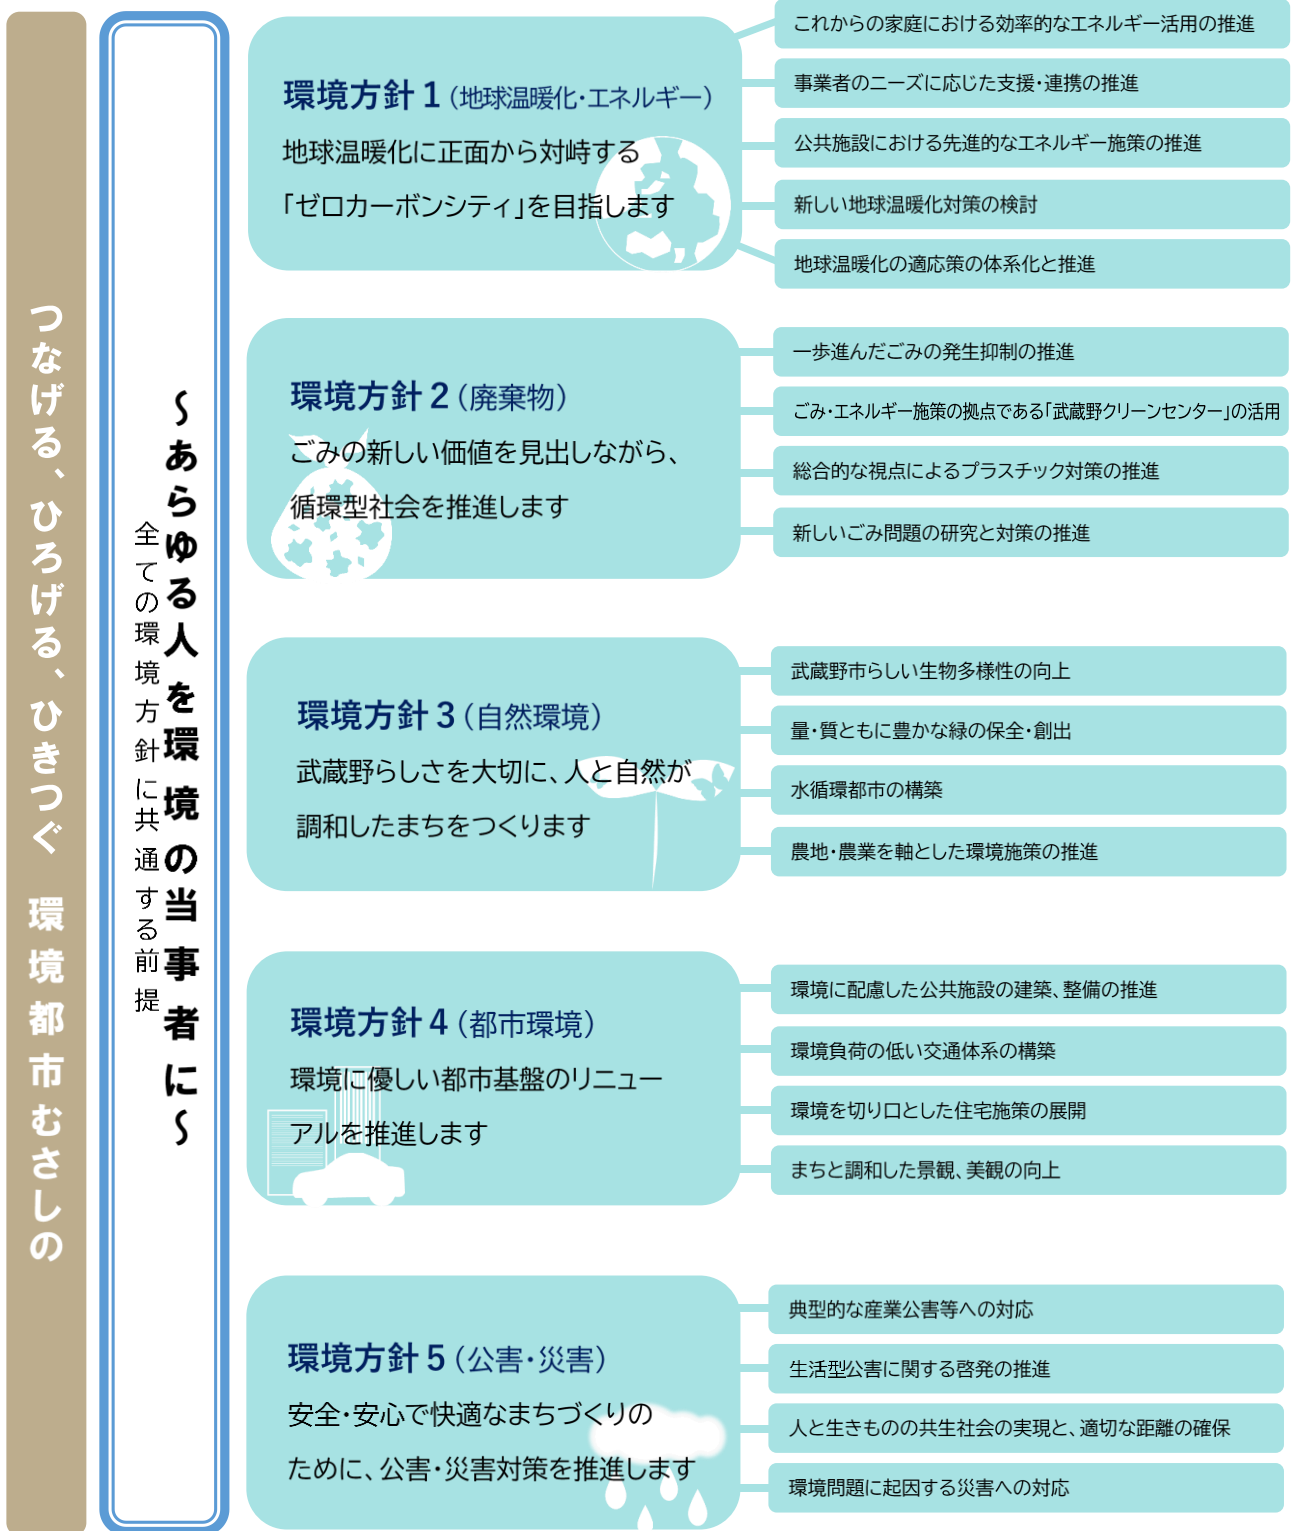 つなげる、ひろげる、ひきつぐ　環境都市むさしの
～あらゆる人を環境の当事者に～
全ての環境方針に共通する前提
環境方針1（地球温暖化・エネルギー）
地球温暖化に正面から対峙する
「ゼロカーボンシティ」を目指します
これからの家庭における効率的なエネルギー活用の推進
事業者のニーズに応じた支援・連携の推進
公共施設における先進的なエネルギー施策の推進
新しい地球温暖化対策の検討
地球温暖化の適応策の体系化と推進
環境方針2（廃棄物）
ごみの新しい価値を見出しながら、
循環型社会を推進します
一歩進んだごみの発生抑制の推進
ごみ・エネルギー施策の拠点である「武蔵野クリーンセンター」の活用
総合的な視点によるプラスチック対策の推進
新しいごみ問題の研究と対策の推進
環境方針3（自然環境）
武蔵野らしさを大切に、人と自然が
調和したまちをつくります
武蔵野市らしい生物多様性の向上
量・質ともに豊かな緑の保全・創出
水循環都市の構築
農地・農業を軸とした環境施策の推進
環境方針4（都市環境）
環境に優しい都市基盤のリニュー
アルを推進します
環境に配慮した公共施設の建築、整備の推進
環境負荷の低い交通体系の構築
環境を切り口とした住宅施策の展開
まちと調和した景観、美観の向上
環境方針5（公害・災害）
安全・安心で快適なまちづくりの
ために、公害・災害対策を推進します
典型的な産業公害等への対応
生活型公害に関する啓発の推進
人と生きものの共生社会の実現と、適切な距離の確保
環境問題に起因する災害への対応